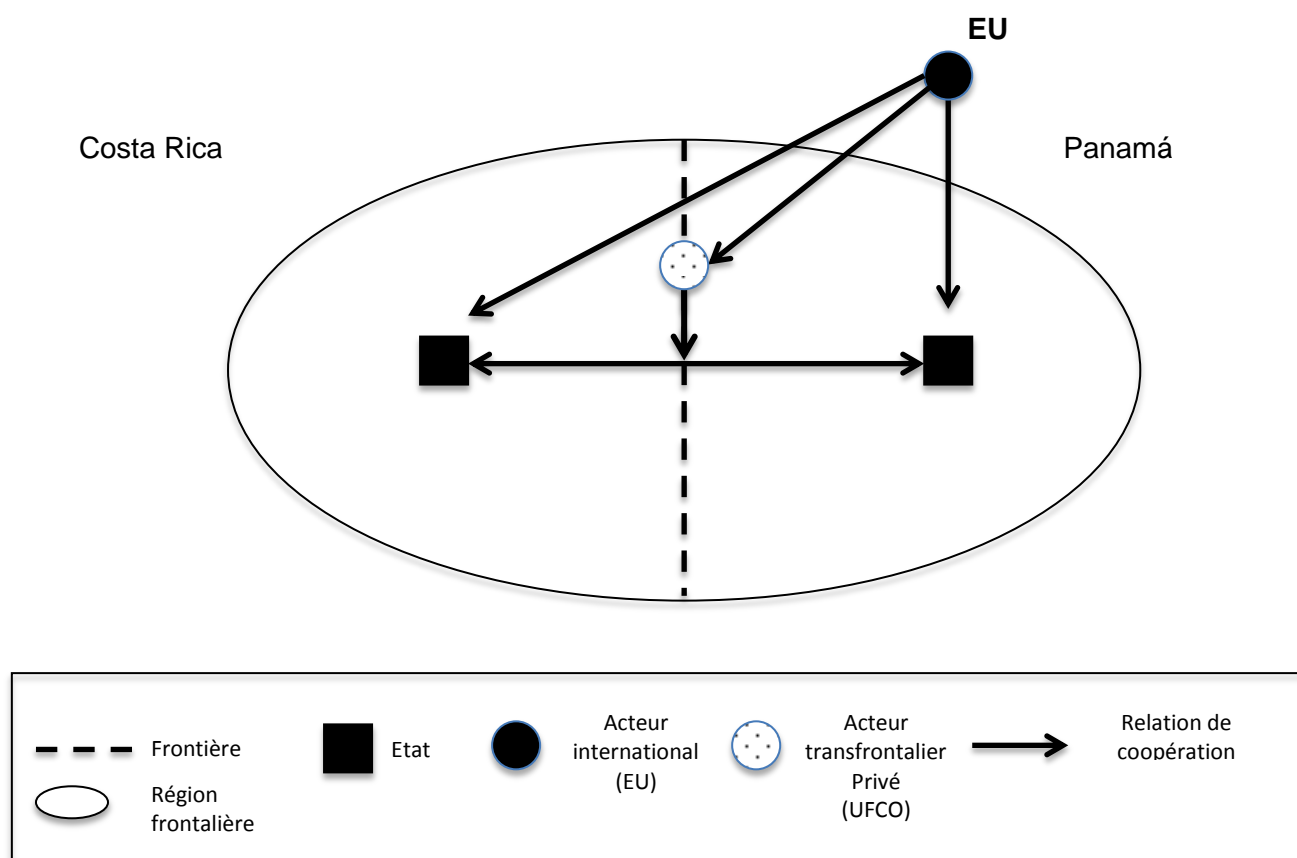 EU
Costa Rica
Panamá
Frontière
Région
frontalière
Etat
Acteur
international
(EU)
Acteur
transfrontalier
Privé
(UFCO)
Relation de
coopération